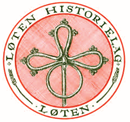 · LØTEN HISTORIELAG ·
LØTEN.